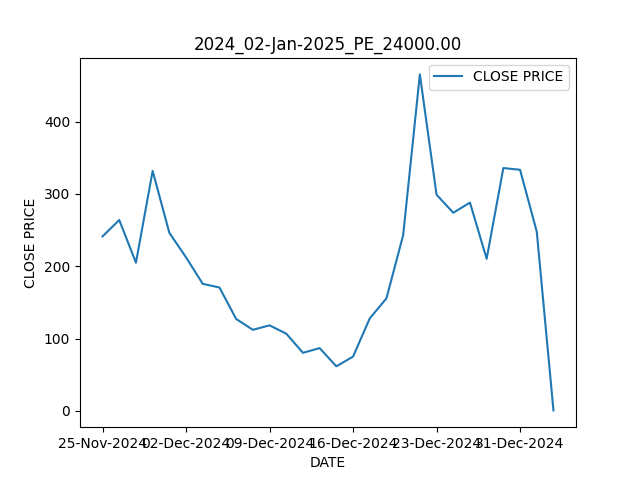 2024_02-Jan-2025_PE_24000.00
CLOSE PRICE
CLOSE PRICE
400
300
200
100
0
25-Nov-2024 02-Dec-2024 09-Dec-2024 16-Dec-2024 23-Dec-2024 31-Dec-2024
DATE